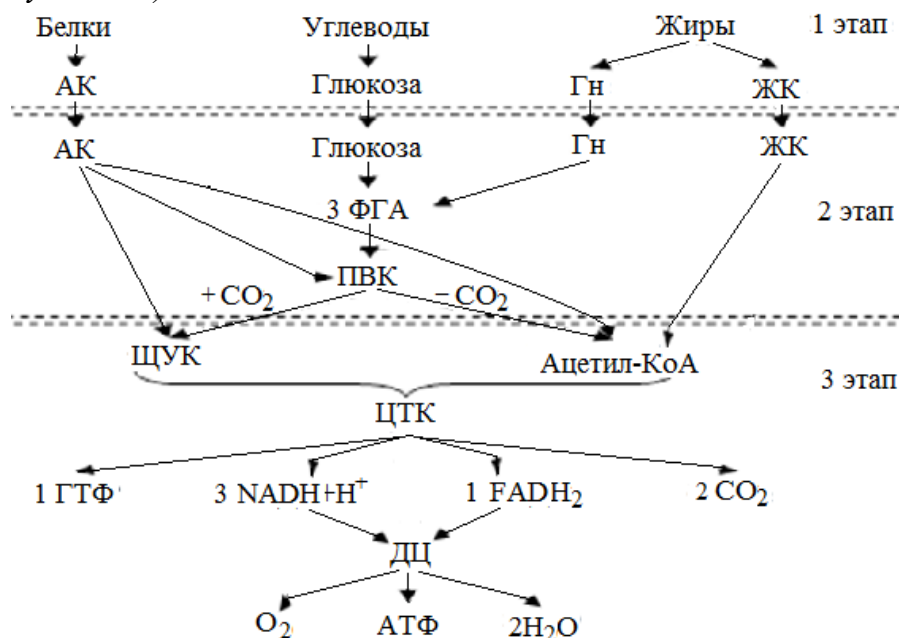 Белки Углеводы Жиры 1 этап
АК Глюкоза Гн ЖК
АК Глюкоза Гн ЖК
3 ФГА 2 этап
ПВК
+ CO2 – CO2
ЩУК Ацетил-КоА
3 этап
ЦТК
1 ГТФ 3 NADH+H+ 1 FADH2 2 CO2
ДЦ
O2 АТФ 2H2O